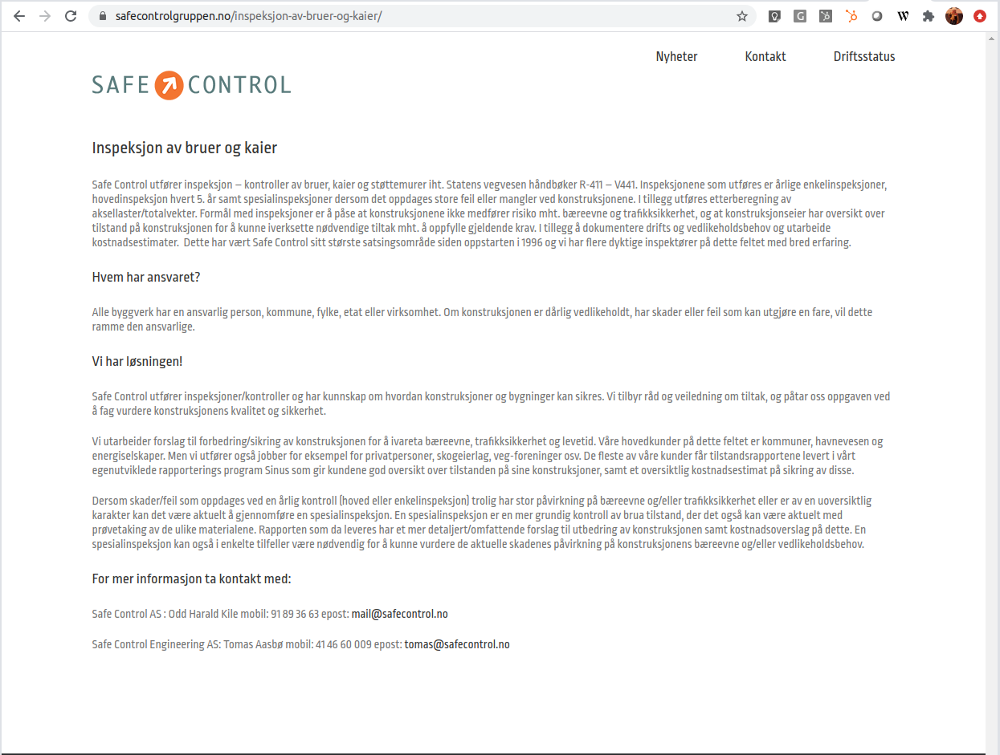 safecontrolgruppen.no/inspeksjon-av-bruer-og-kaier/
G
W
Nyheter
Kontakt
Driftsstatus
SAFE CONTROL
Inspeksjon av bruer og kaier
Safe Control utfører inspeksjon – kontroller av bruer, kaier og støttemurer iht. Statens vegvesen håndbøker R-411 – V441. Inspeksjonene som utføres er årlige enkelinspeksjoner,
hovedinspeksjon hvert 5. år samt spesialinspeksjoner dersom det oppdages store feil eller mangler ved konstruksjonene. I tillegg utføres etterberegning av
aksellaster/totalvekter. Formål med inspeksjoner er å påse at konstruksjonene ikke medfører risiko mht. bæreevne og trafikksikkerhet, og at konstruksjonseier har oversikt over
tilstand på konstruksjonen for å kunne iverksette nødvendige tiltak mht. å oppfylle gjeldende krav. I tillegg å dokumentere drifts og vedlikeholdsbehov og utarbeide
kostnadsestimater. Dette har vært Safe Control sitt største satsingsområde siden oppstarten i 1996 og vi har flere dyktige inspektører på dette feltet med bred erfaring.
Hvem har ansvaret?
Alle byggverk har en ansvarlig person, kommune, fylke, etat eller virksomhet. Om konstruksjonen er dårlig vedlikeholdt, har skader eller feil som kan utgjøre en fare, vil dette
ramme den ansvarlige.
Vi har løsningen!
Safe Control utfører inspeksjoner/kontroller og har kunnskap om hvordan konstruksjoner og bygninger kan sikres. Vi tilbyr råd og veiledning om tiltak, og påtar oss oppgaven ved
å fag vurdere konstruksjonens kvalitet og sikkerhet.
Vi utarbeider forslag til forbedring/sikring av konstruksjonen for å ivareta bæreevne, trafikksikkerhet og levetid. Våre hovedkunder på dette feltet er kommuner, havnevesen og
energiselskaper. Men vi utfører også jobber for eksempel for privatpersoner, skogeierlag, veg-foreninger osv. De fleste av våre kunder får tilstandsrapportene levert i vårt
egenutviklede rapporterings program Sinus som gir kundene god oversikt over tilstanden på sine konstruksjoner, samt et oversiktlig kostnadsestimat på sikring av disse.
Dersom skader/feil som oppdages ved en årlig kontroll (hoved eller enkelinspeksjon) trolig har stor påvirkning på bæreevne og/eller trafikksikkerhet eller er av en uoversiktlig
karakter kan det være aktuelt å gjennomføre en spesialinspeksjon. En spesialinspeksjon er en mer grundig kontroll av brua tilstand, der det også kan være aktuelt med
prøvetaking av de ulike materialene. Rapporten som da leveres har et mer detaljert/omfattende forslag til utbedring av konstruksjonen samt kostnadsoverslag på dette. En
spesialinspeksjon kan også i enkelte tilfeller være nødvendig for å kunne vurdere de aktuelle skadenes påvirkning på konstruksjonens bæreevne og/eller vedlikeholdsbehov.
For mer informasjon ta kontakt med:
Safe Control AS : Odd Harald Kile mobil: 91 89 36 63 epost: mail@safecontrol.no
Safe Control Engineering AS: Tomas Aasbø mobil: 41 46 60 009 epost: tomas@safecontrol.no